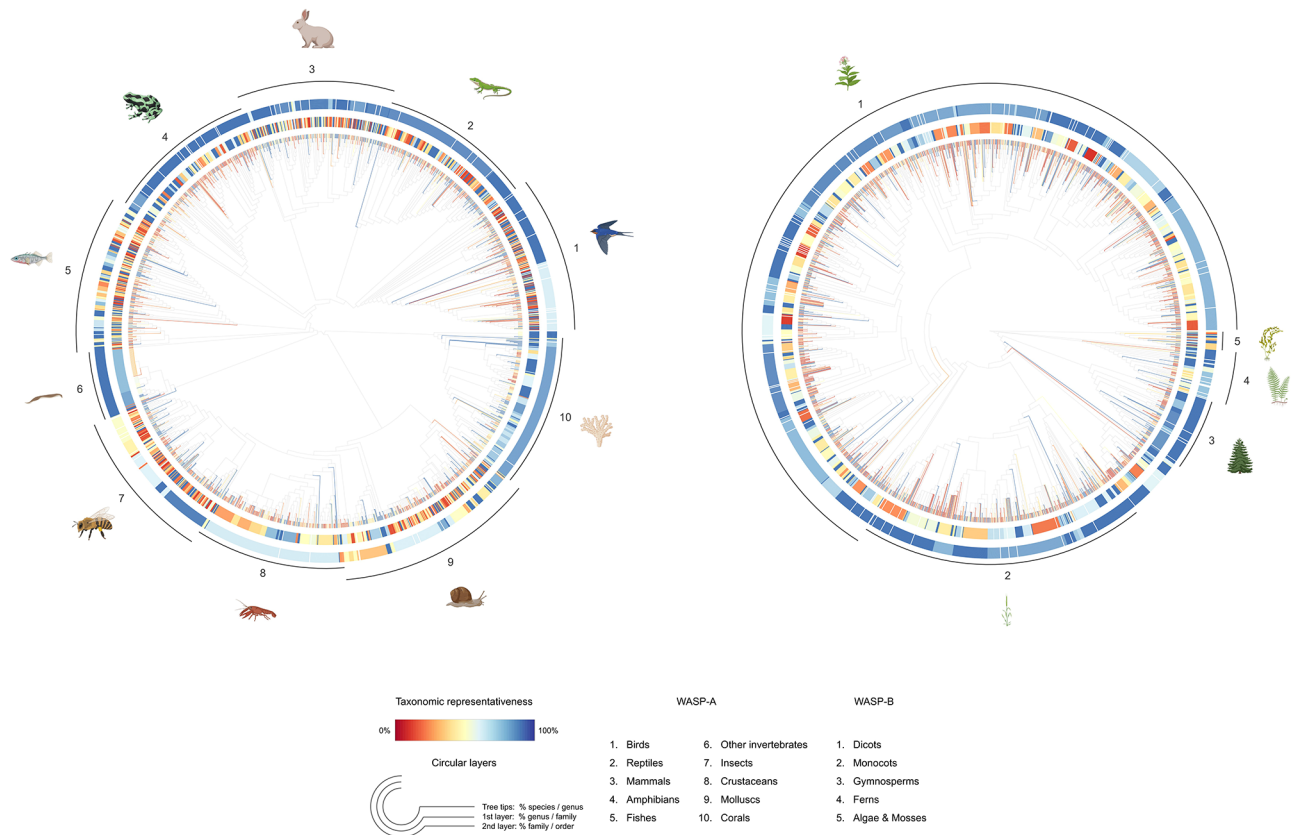 3
2
4
1
5
10
6
7
9
8
1
5
4
3
2
Taxonomic representativeness
0%
100%
Circular layers
Tree tips: % species / genus
1st layer: % genus / family
2nd layer: % family / order
WASP-A
1. Birds
2. Reptiles
3. Mammals
4. Amphibians
5. Fishes
6. Other invertebrates
7. Insects
8. Crustaceans
9. Molluscs
10. Corals
WASP-B
1. Dicots
2. Monocots
3. Gymnosperms
4. Ferns
5. Algae & Mosses